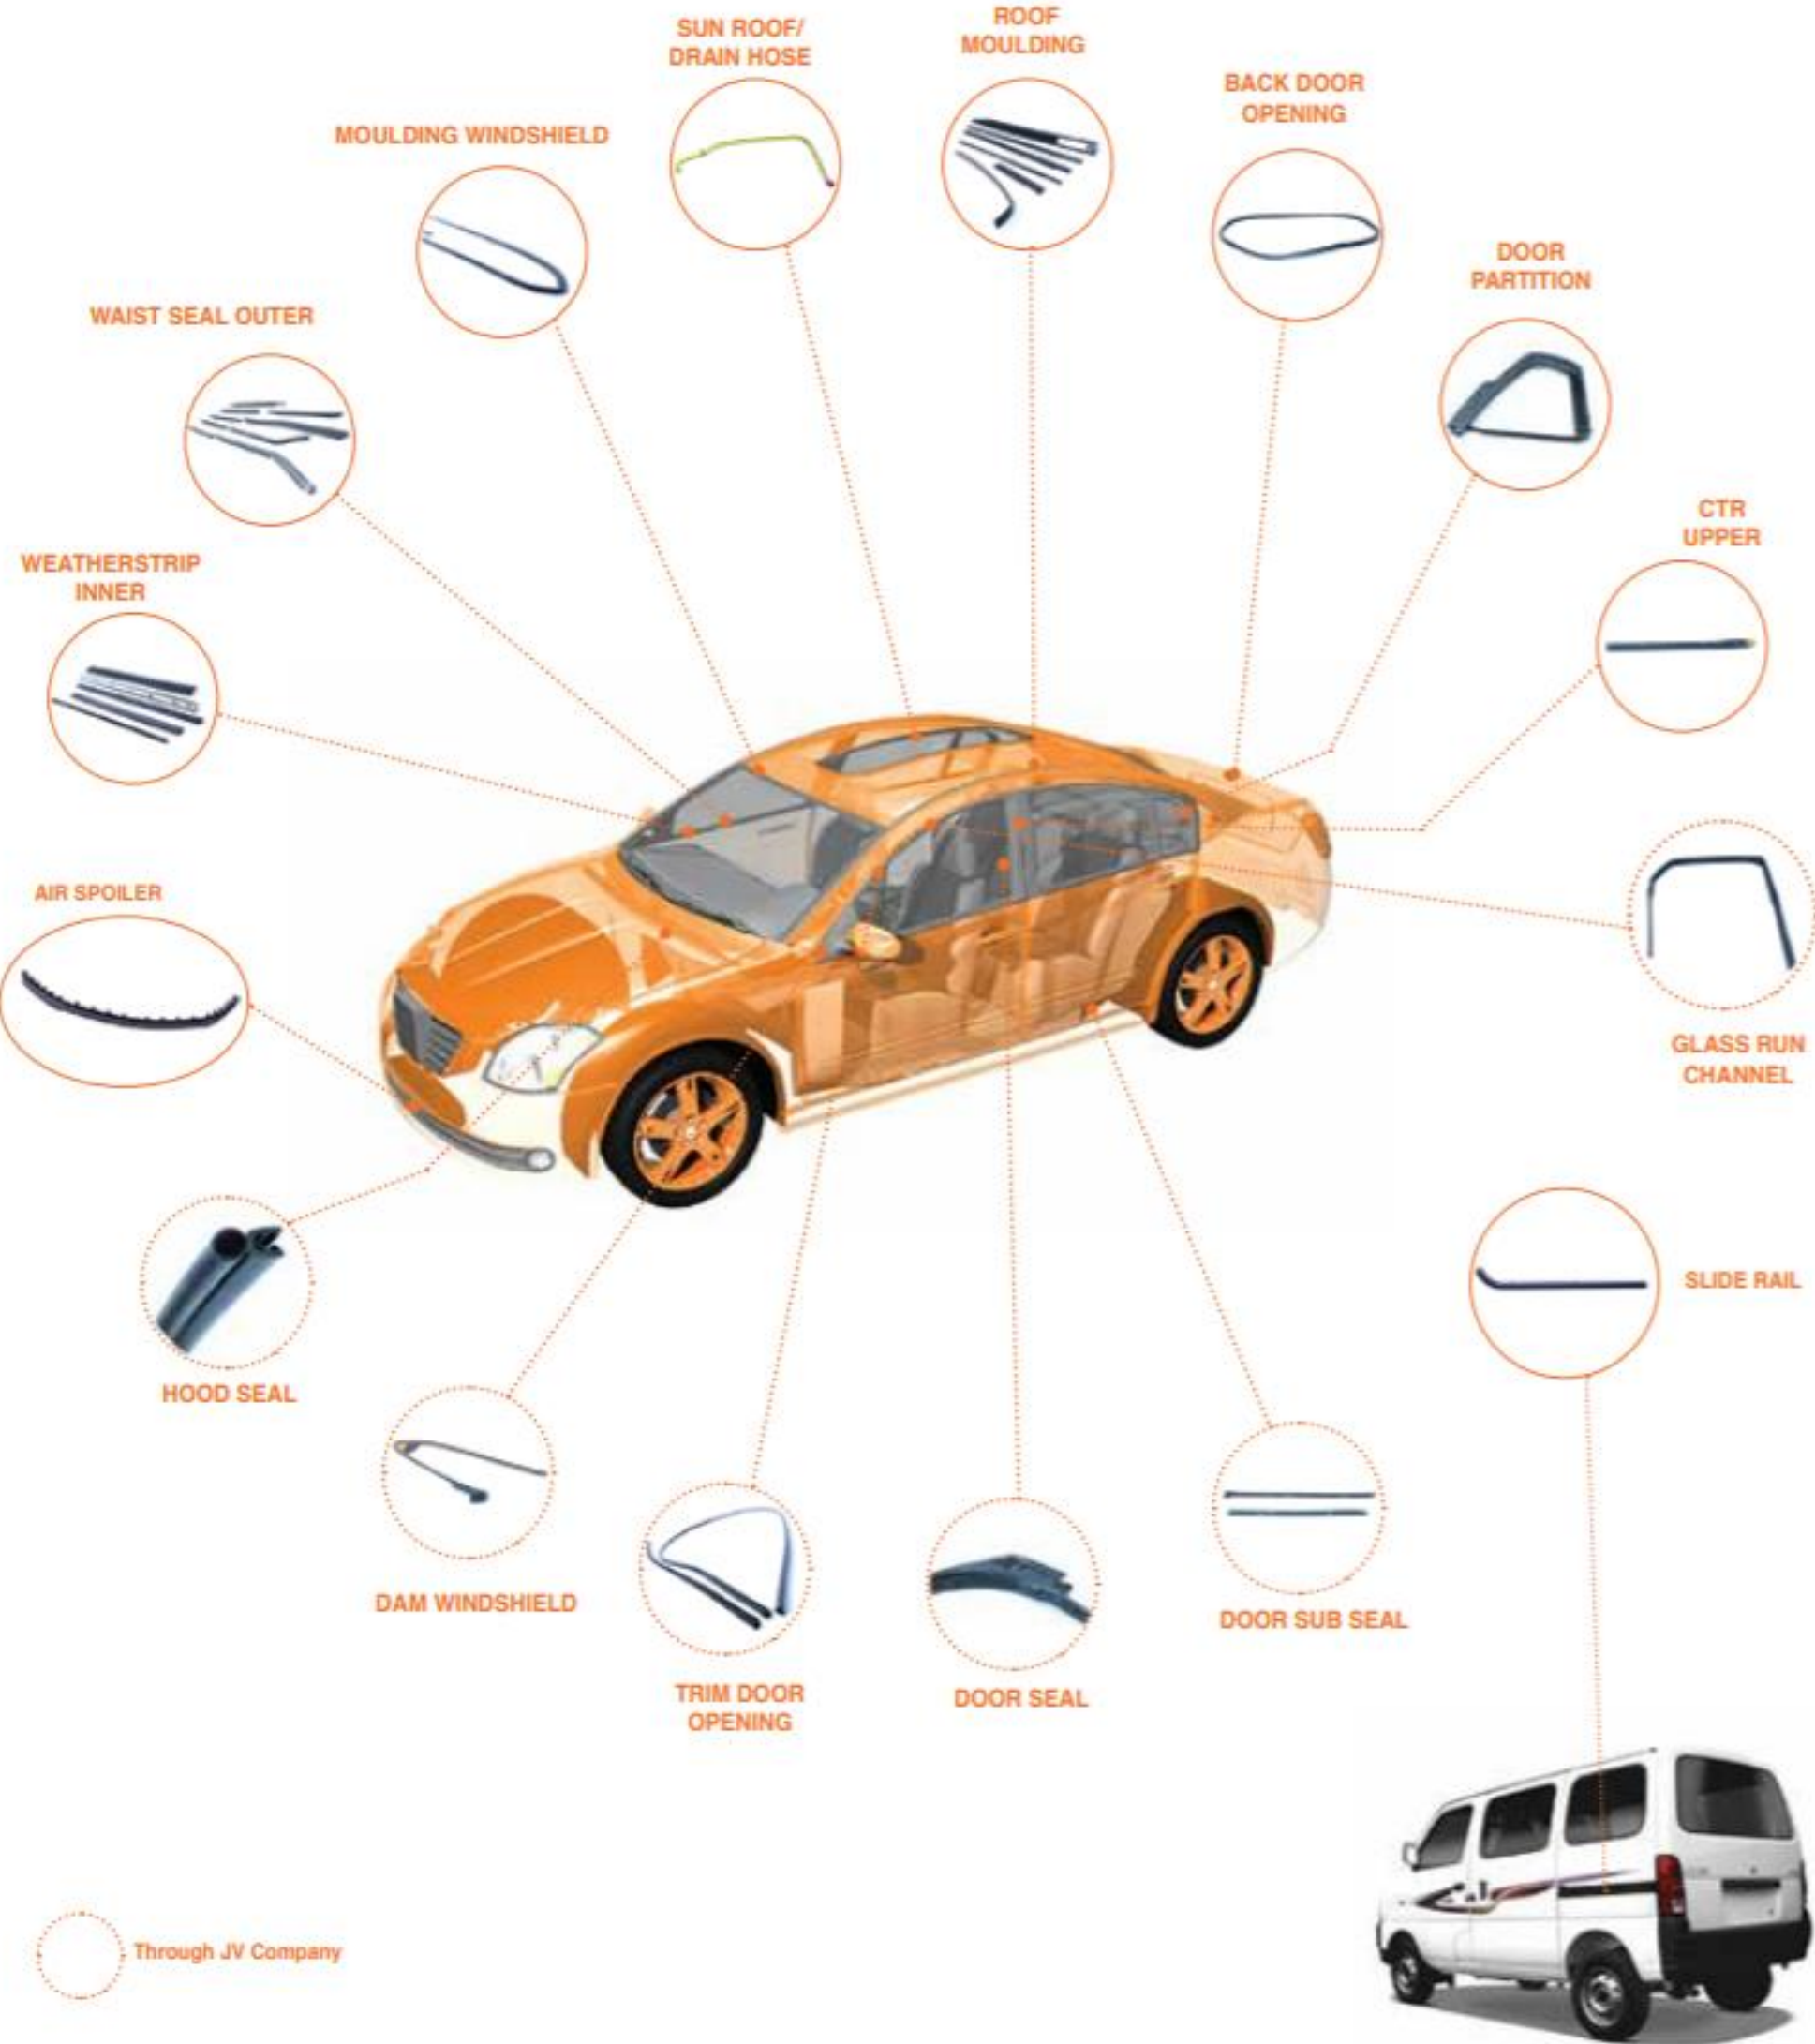 SUN ROOF/
DRAIN HOSE
ROOF
MOULDING
BACK DOOR
OPENING
MOULDING WINDSHIELD
DOOR
PARTITION
WAIST SEAL OUTER
CTR
UPPER
WEATHERSTRIP
INNER
AIR SPOILER
GLASS RUN
CHANNEL
SLIDE RAIL
HOOD SEAL
DAM WINDSHIELD
DOOR SUB SEAL
TRIM DOOR
OPENING
DOOR SEAL
Through JV Company